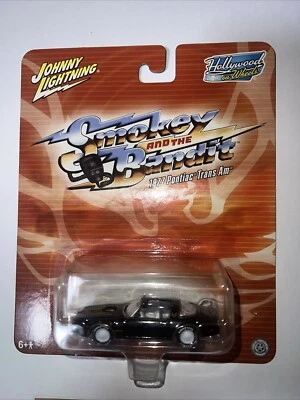 JOHNNY LIGHTNING
Hollywood on Wheels
Smokey
AND THE
Bandit
1977 Pontiac Trans Am
6+